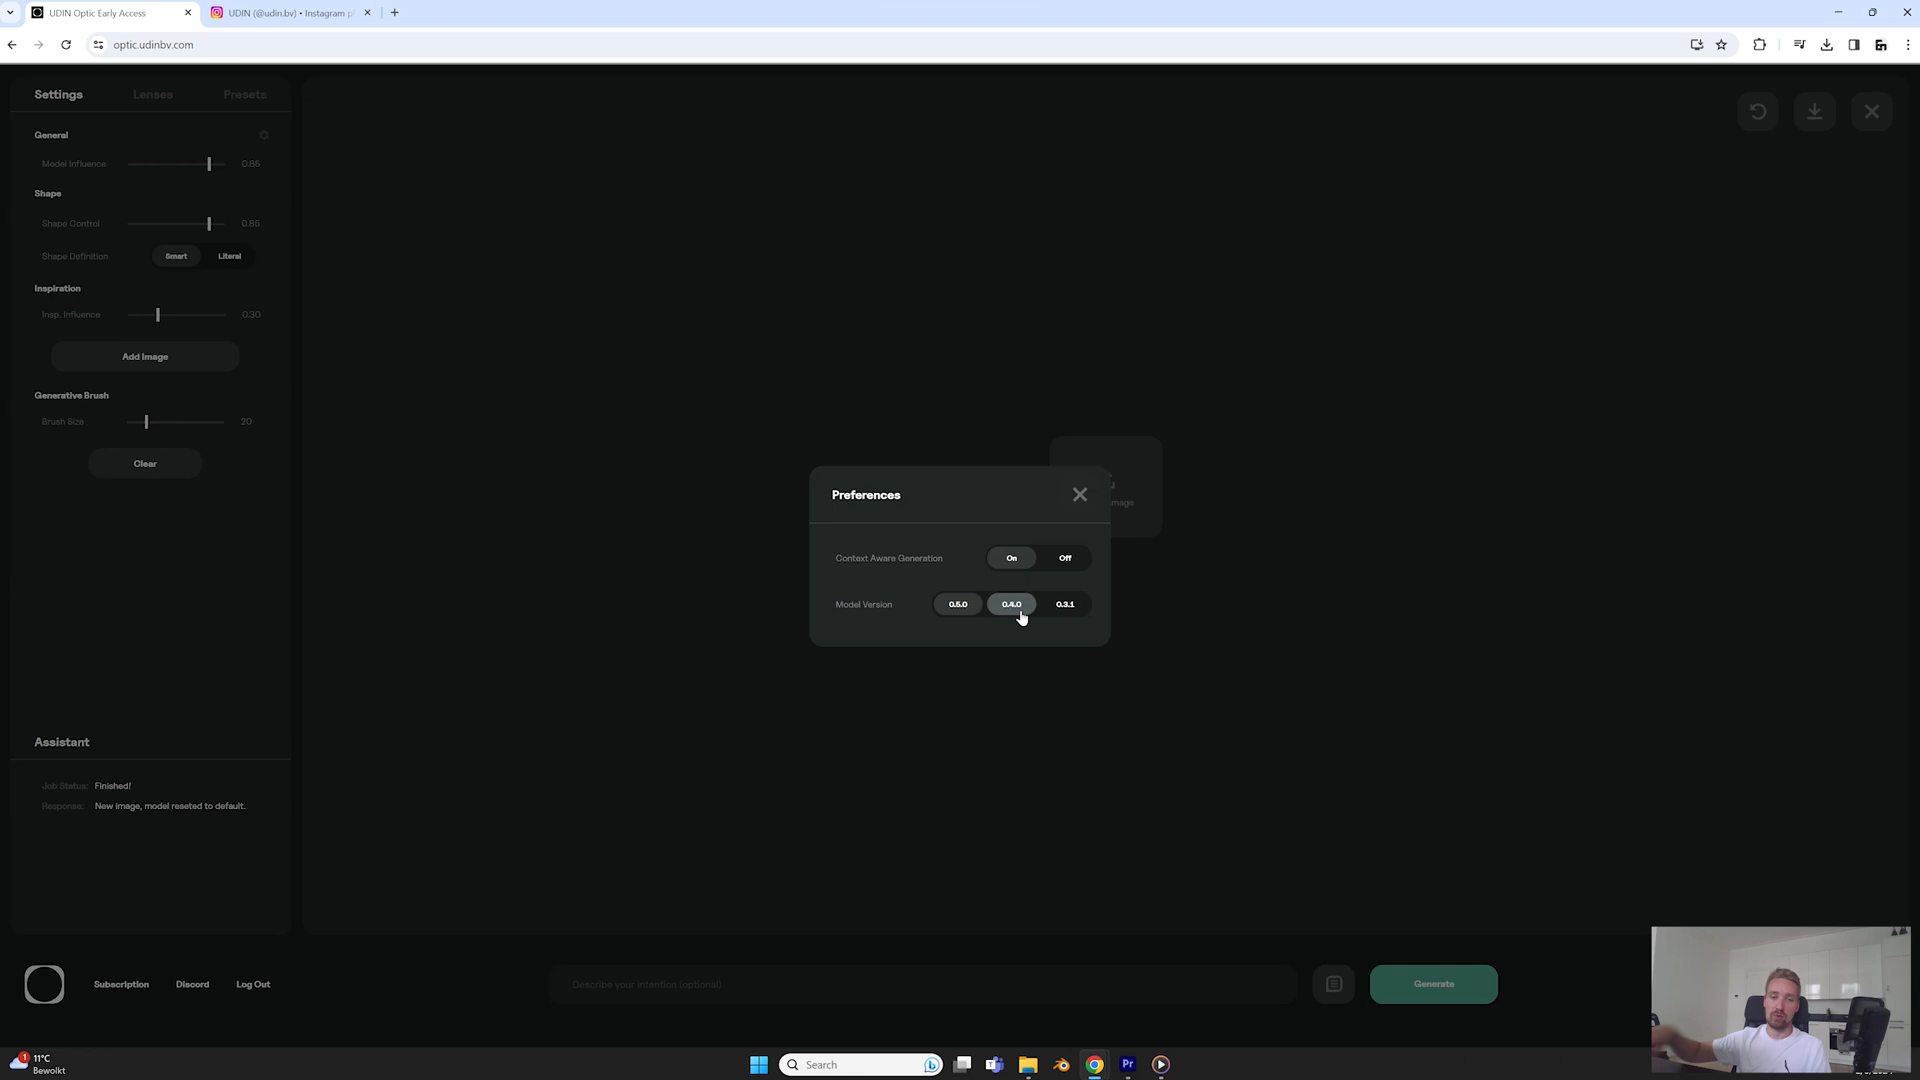 UDIN Optic Early Access
UDIN (@udin.bv) • Instagram p
optic.udinbv.com
Settings
Lenses
Presets
General
Model Influence
0.85
Shape
Shape Control
0.85
Shape Definition
Smart
Literal
Inspiration
Insp. Influence
0.30
Add Image
Generative Brush
Brush Size
20
Clear
Preferences
Context Aware Generation
On
Off
Model Version
0.5.0
0.4.0
0.3.1
Assistant
Job Status: Finished!
Response: New image, model reseted to default.
Subscription
Discord
Log Out
Describe your intention (optional)
Generate
1
11°C
Bewolkt
Search
Pr